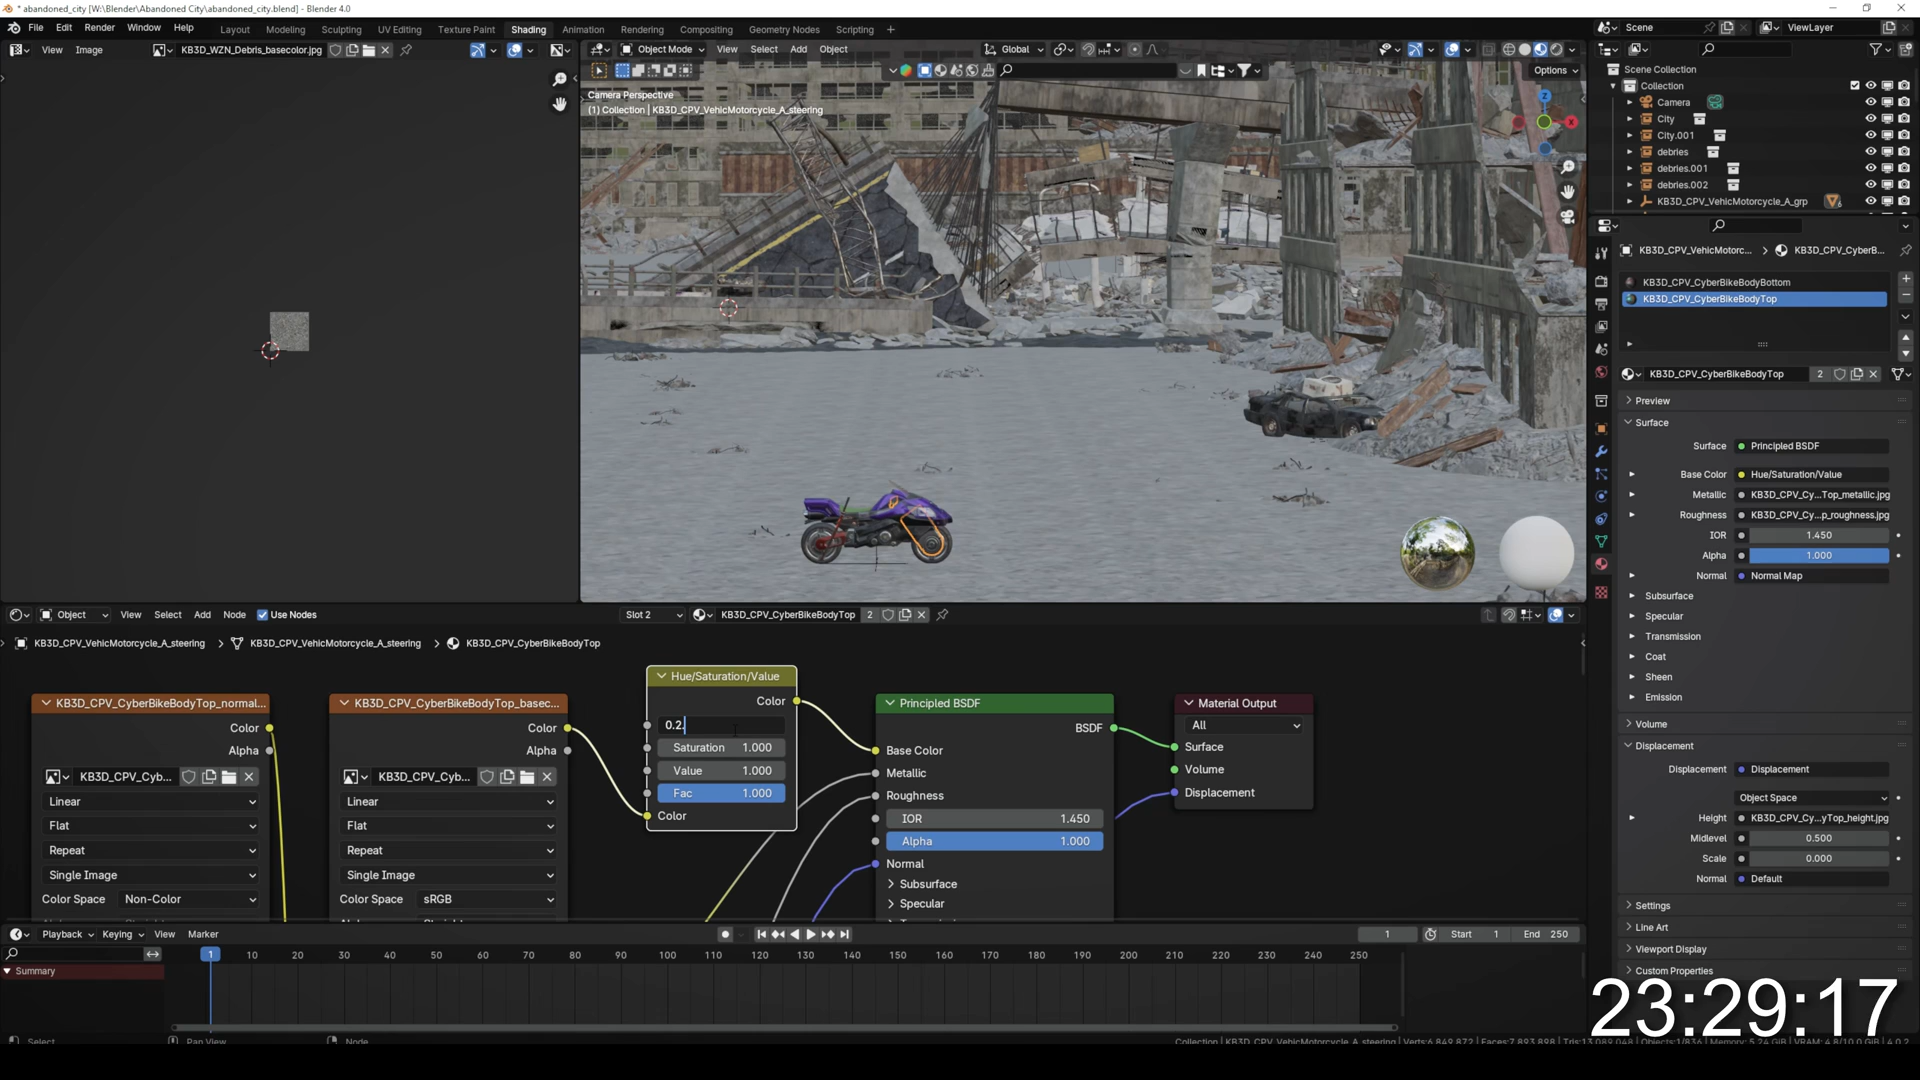 * abandoned_city [W:\Blender\Abandoned City\abandoned_city.blend] - Blender 4.0
File Edit Render Window Help Layout Modeling Sculpting UV Editing Texture Paint Shading Animation Rendering Compositing Geometry Nodes Scripting + Scene ViewLayer
View Image KB3D_WZN_Debris_basecolor.jpg Object Mode View Select Add Object Global
Options
Camera Perspective
(1) Collection | KB3D_CPV_VehicMotorcycle_A_steering
Z
X
Scene Collection
Collection
Camera
City
City.001
debries
debries.001
debries.002
KB3D_CPV_VehicMotorcycle_A_grp
KB3D_CPV_VehicMotorc... > KB3D_CPV_CyberB...
KB3D_CPV_CyberBikeBodyBottom
KB3D_CPV_CyberBikeBodyTop
KB3D_CPV_CyberBikeBodyTop 2
Preview
Surface
Surface Principled BSDF
Base Color Hue/Saturation/Value
Metallic KB3D_CPV_Cy...Top_metallic.jpg
Roughness KB3D_CPV_Cy...p_roughness.jpg
IOR 1.450
Alpha 1.000
Normal Normal Map
Subsurface
Specular
Transmission
Coat
Sheen
Emission
Volume
Displacement
Displacement Displacement
Object Space
Height KB3D_CPV_Cy...yTop_height.jpg
Midlevel 0.500
Scale 0.000
Normal Default
Settings
Line Art
Viewport Display
Custom Properties
Object View Select Add Node Use Nodes Slot 2 KB3D_CPV_CyberBikeBodyTop 2
KB3D_CPV_VehicMotorcycle_A_steering > KB3D_CPV_VehicMotorcycle_A_steering > KB3D_CPV_CyberBikeBodyTop
KB3D_CPV_CyberBikeBodyTop_normal...
Color
Alpha
KB3D_CPV_Cyb...
Linear
Flat
Repeat
Single Image
Color Space Non-Color
KB3D_CPV_CyberBikeBodyTop_basec...
Color
Alpha
KB3D_CPV_Cyb...
Linear
Flat
Repeat
Single Image
Color Space sRGB
Hue/Saturation/Value
Color
0.2
Saturation 1.000
Value 1.000
Fac 1.000
Color
Principled BSDF
BSDF
Base Color
Metallic
Roughness
IOR 1.450
Alpha 1.000
Normal
Subsurface
Specular
Material Output
All
Surface
Volume
Displacement
Playback Keying View Marker 1 Start 1 End 250
1 10 20 30 40 50 60 70 80 90 100 110 120 130 140 150 160 170 180 190 200 210 220 230 240 250
Summary
23:29:17
Select Pan View Node